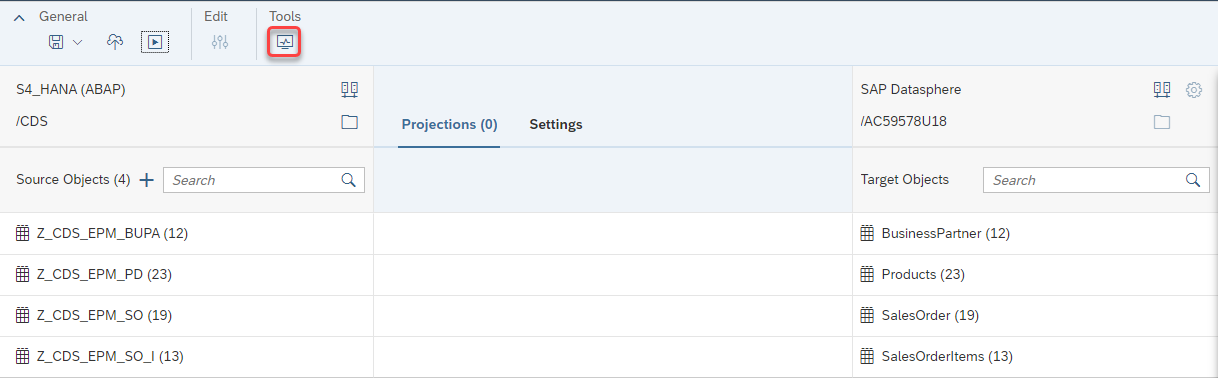 General Edit Tools
S4_HANA (ABAP) SAP Datasphere
/CDS Projections (0) Settings /AC59578U18
Source Objects (4) Search Target Objects Search
Z_CDS_EPM_BUPA (12) BusinessPartner (12)
Z_CDS_EPM_PD (23) Products (23)
Z_CDS_EPM_SO (19) SalesOrder (19)
Z_CDS_EPM_SO_I (13) SalesOrderItems (13)